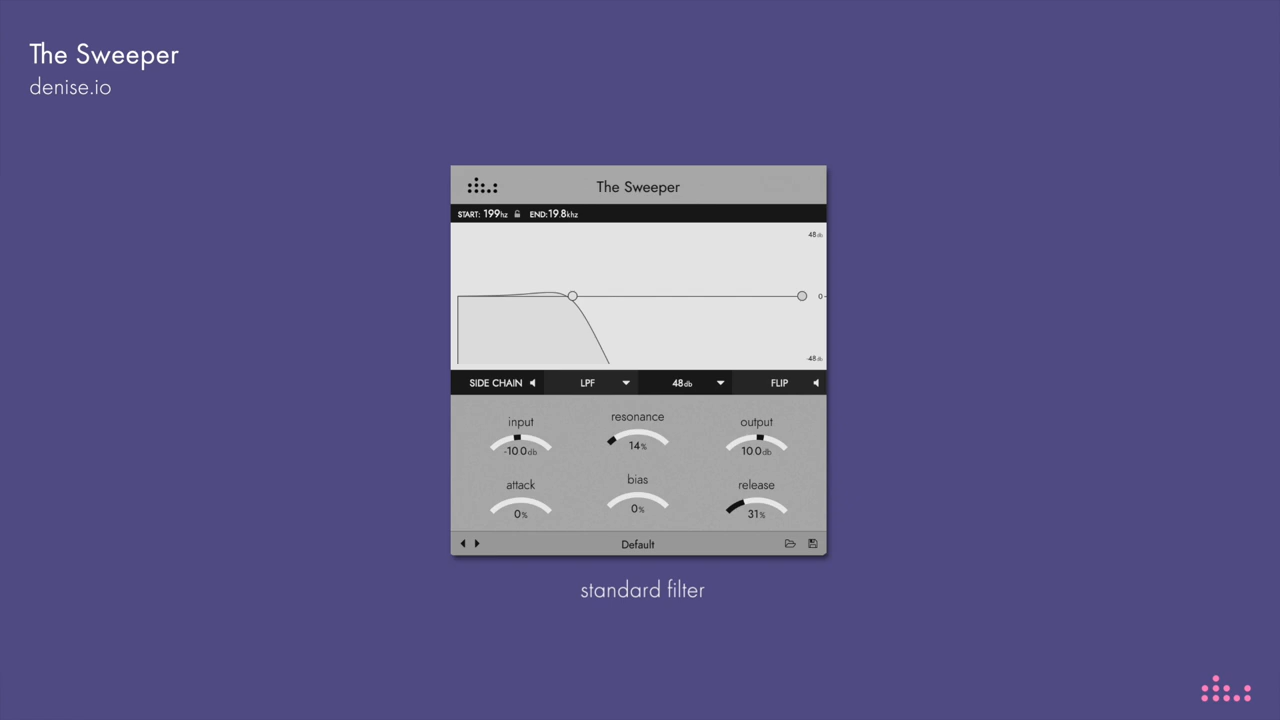 The Sweeper
denise.io
The Sweeper
START: 199hz END:19.8khz
48db
0
-48db
SIDE CHAIN LPF 48db FLIP
input resonance output
-10 0db 14% 10 0db
attack bias release
0% 0% 31%
Default
standard filter